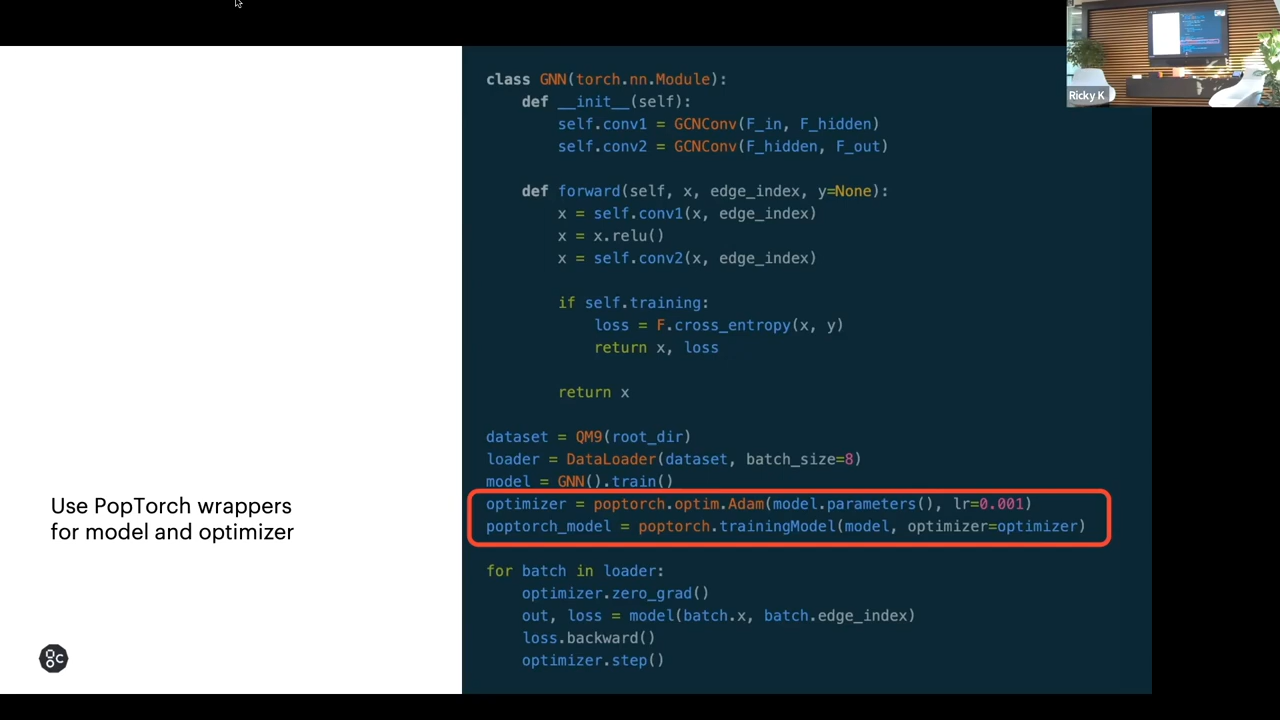 Use PopTorch wrappers
for model and optimizer
class GNN(torch.nn.Module):
    def __init__(self):
        self.conv1 = GCNConv(F_in, F_hidden)
        self.conv2 = GCNConv(F_hidden, F_out)
    def forward(self, x, edge_index, y=None):
        x = self.conv1(x, edge_index)
        x = x.relu()
        x = self.conv2(x, edge_index)
        if self.training:
            loss = F.cross_entropy(x, y)
            return x, loss
        return x
dataset = QM9(root_dir)
loader = DataLoader(dataset, batch_size=8)
model = GNN().train()
optimizer = poptorch.optim.Adam(model.parameters(), lr=0.001)
poptorch_model = poptorch.trainingModel(model, optimizer=optimizer)
for batch in loader:
    optimizer.zero_grad()
    out, loss = model(batch.x, batch.edge_index)
    loss.backward()
    optimizer.step()
Ricky K